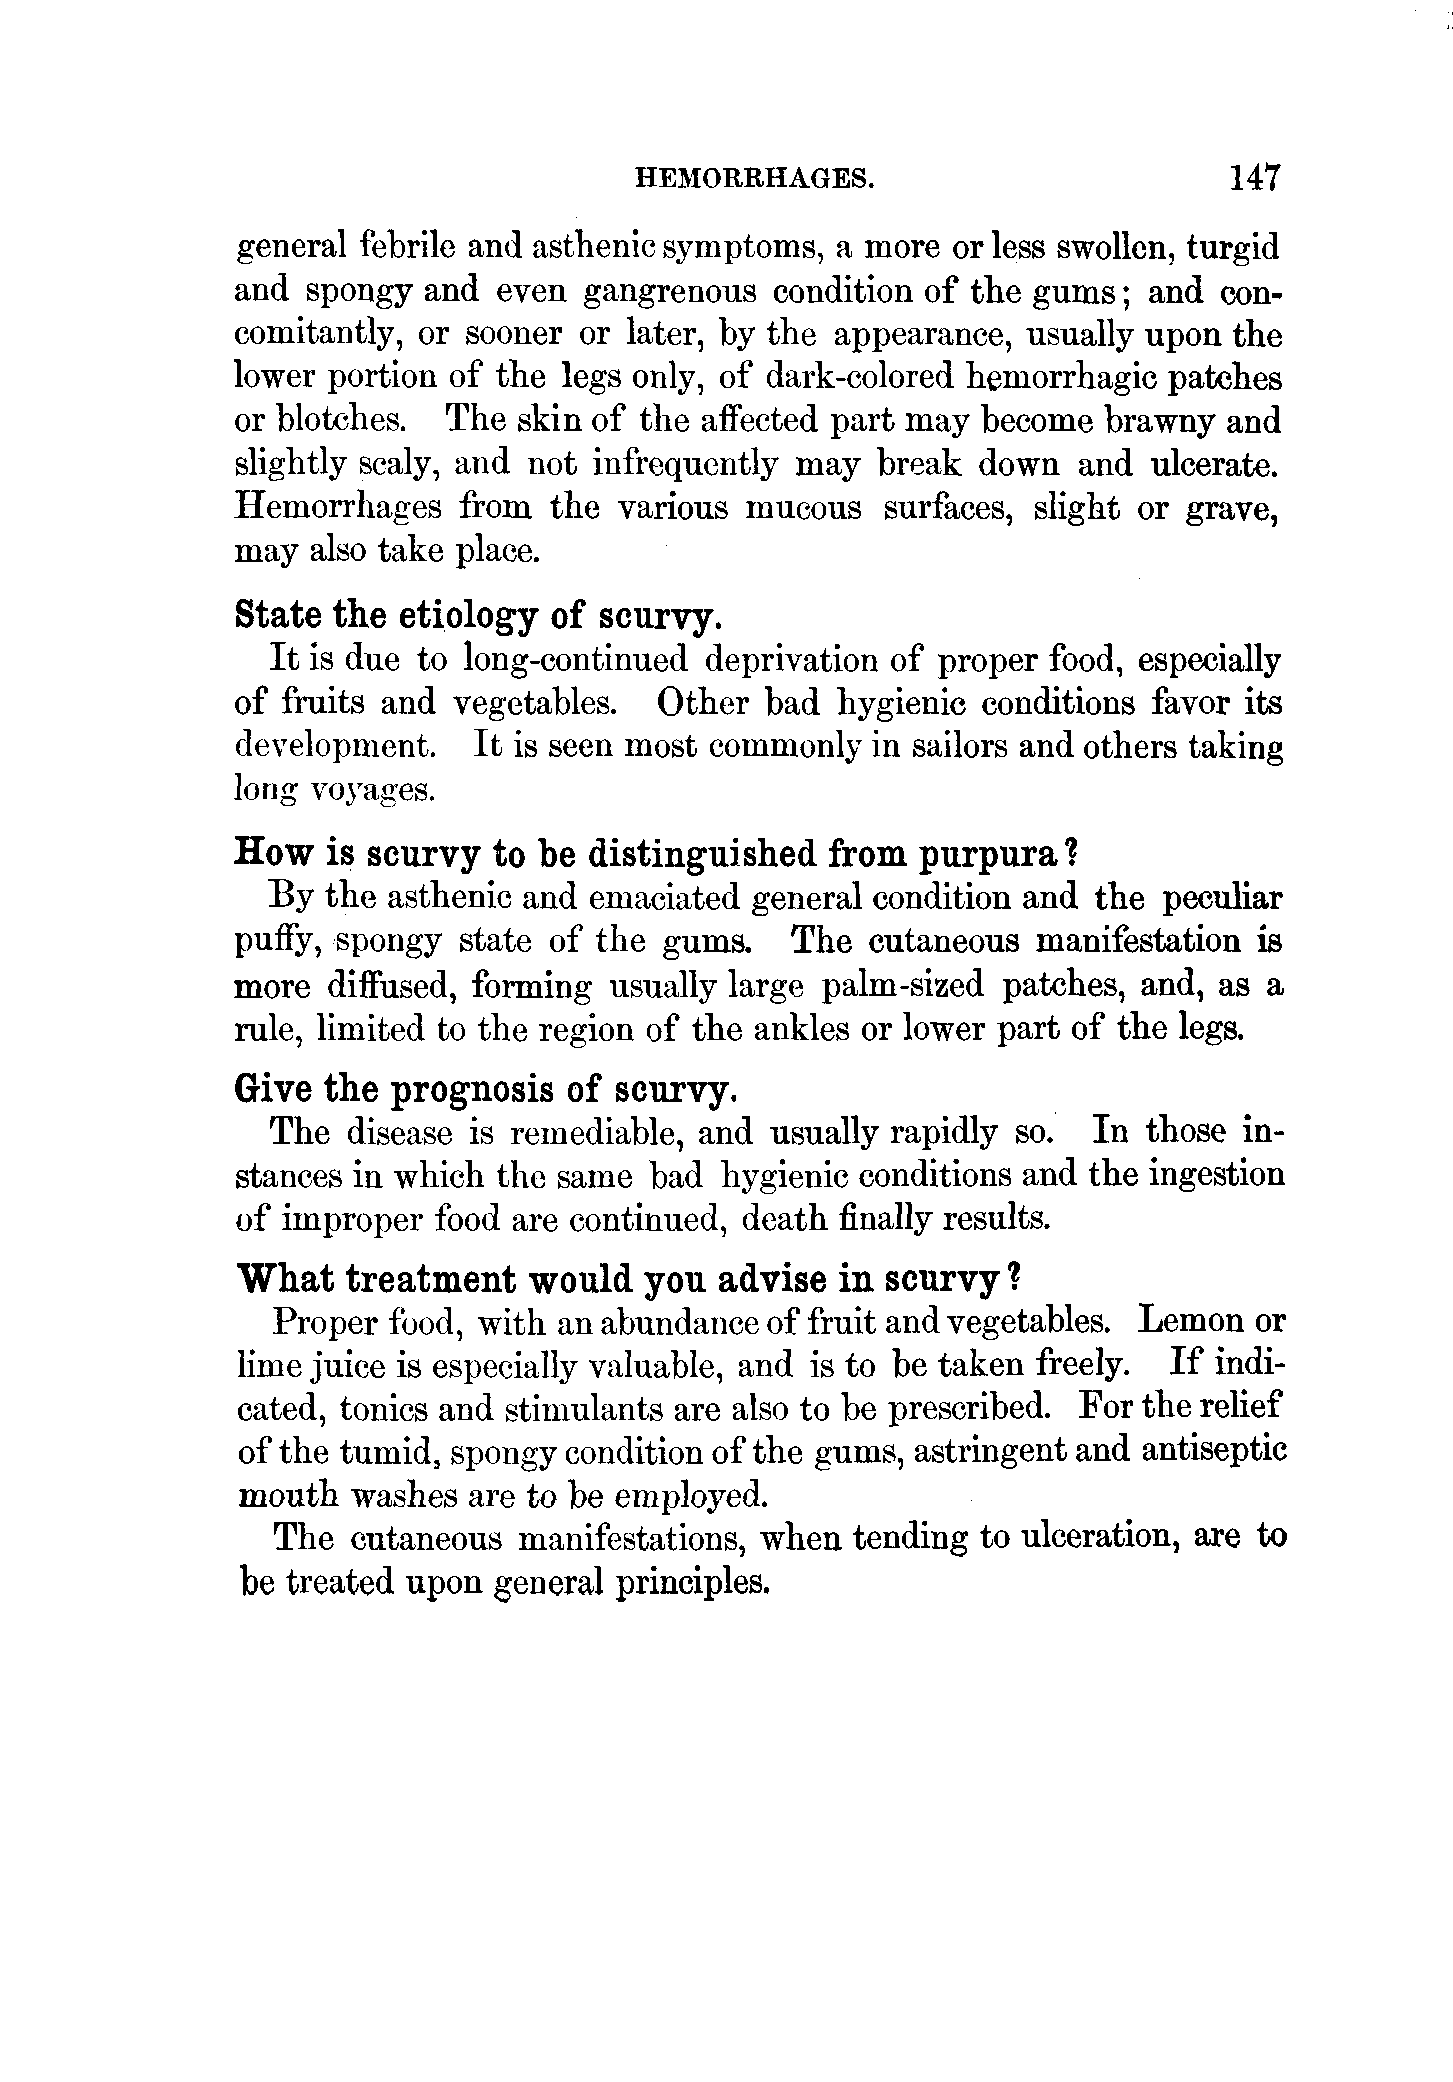 HEMORRHAGES. 147
general febrile and asthenic symptoms, a more or less swollen, turgid
and spongy and even gangrenous condition of the gums; and con-
comitantly, or sooner or later, by the appearance, usually upon the
lower portion of the legs only, of dark-colored hemorrhagic patches
or blotches. The skin of the affected part may become brawny and
slightly scaly, and not infrequently may break down and ulcerate.
Hemorrhages from the various mucous surfaces, slight or grave,
may also take place.
State the etiology of scurvy.
It is due to long-continued deprivation of proper food, especially
of fruits and vegetables. Other bad hygienic conditions favor its
development. It is seen most commonly in sailors and others taking
long voyages.
How is scurvy to be distinguished from purpura?
By the asthenic and emaciated general condition and the peculiar
puffy, spongy state of the gums. The cutaneous manifestation is
more diffused, forming usually large palm-sized patches, and, as a
rule, limited to the region of the ankles or lower part of the legs.
Give the prognosis of scurvy.
The disease is remediable, and usually rapidly so. In those in-
stances in which the same bad hygienic conditions and the ingestion
of improper food are continued, death finally results.
What treatment would you advise in scurvy?
Proper food, with an abundance of fruit and vegetables. Lemon or
lime juice is especially valuable, and is to be taken freely. If indi-
cated, tonics and stimulants are also to be prescribed. For the relief
of the tumid, spongy condition of the gums, astringent and antiseptic
mouth washes are to be employed.
The cutaneous manifestations, when tending to ulceration, are to
be treated upon general principles.